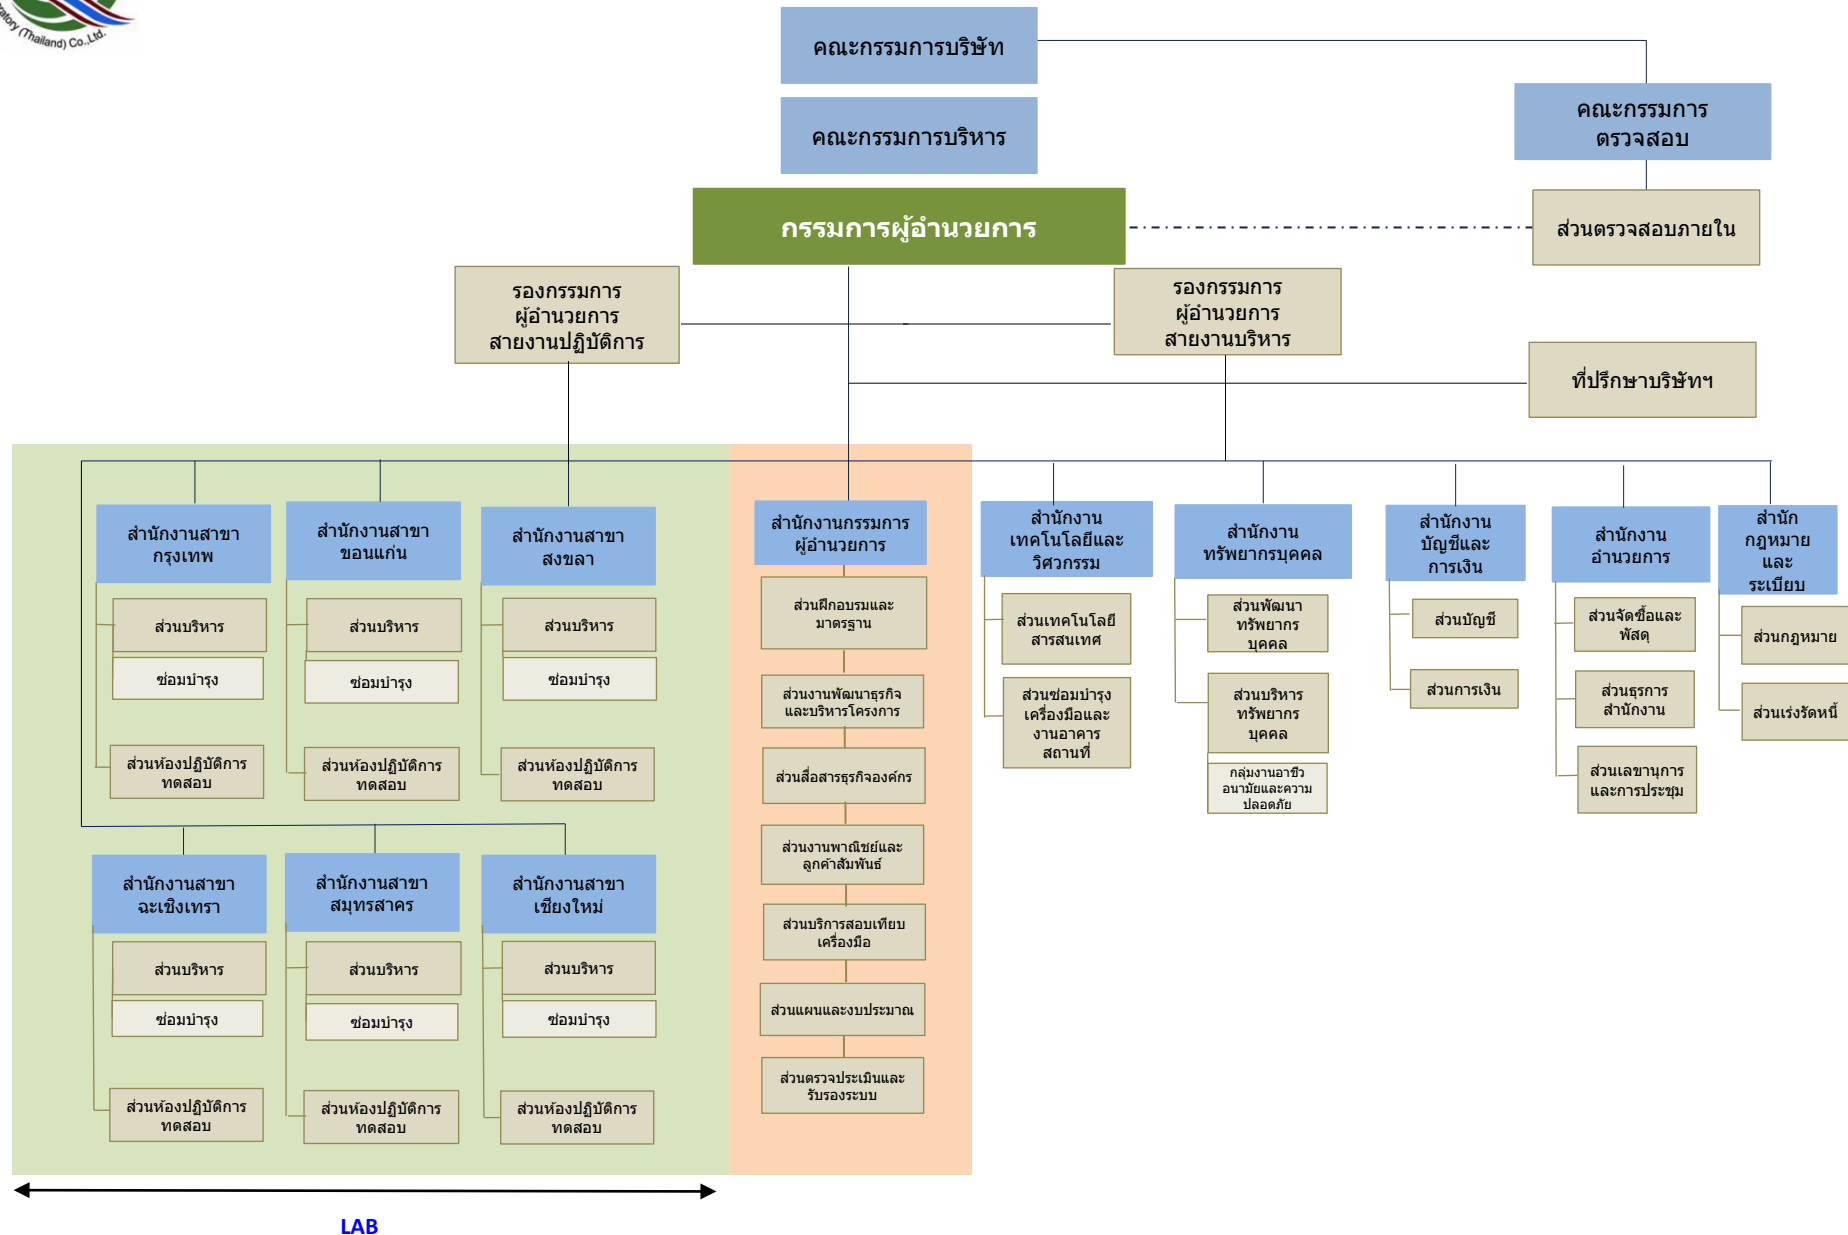 (Thailand) Co.,Ltd.
คณะกรรมการบริษัท
คณะกรรมการบริหาร
คณะกรรมการ
ตรวจสอบ
กรรมการผู้อำนวยการ
ส่วนตรวจสอบภายใน
รองกรรมการ
ผู้อำนวยการ
สายงานปฏิบัติการ
รองกรรมการ
ผู้อำนวยการ
สายงานบริหาร
ที่ปรึกษาบริษัทฯ
สำนักงานสาขา
กรุงเทพ
ส่วนบริหาร
ซ่อมบำรุง
ส่วนห้องปฏิบัติการ
ทดสอบ
สำนักงานสาขา
ขอนแก่น
ส่วนบริหาร
ซ่อมบำรุง
ส่วนห้องปฏิบัติการ
ทดสอบ
สำนักงานสาขา
สงขลา
ส่วนบริหาร
ซ่อมบำรุง
ส่วนห้องปฏิบัติการ
ทดสอบ
สำนักงานสาขา
ฉะเชิงเทรา
ส่วนบริหาร
ซ่อมบำรุง
ส่วนห้องปฏิบัติการ
ทดสอบ
สำนักงานสาขา
สมุทรสาคร
ส่วนบริหาร
ซ่อมบำรุง
ส่วนห้องปฏิบัติการ
ทดสอบ
สำนักงานสาขา
เชียงใหม่
ส่วนบริหาร
ซ่อมบำรุง
ส่วนห้องปฏิบัติการ
ทดสอบ
สำนักงานกรรมการ
ผู้อำนวยการ
ส่วนฝึกอบรมและ
มาตรฐาน
ส่วนงานพัฒนาธุรกิจ
และบริหารโครงการ
ส่วนสื่อสารธุรกิจองค์กร
ส่วนงานพาณิชย์และ
ลูกค้าสัมพันธ์
ส่วนบริการสอบเทียบ
เครื่องมือ
ส่วนแผนและงบประมาณ
ส่วนตรวจประเมินและ
รับรองระบบ
สำนักงาน
เทคโนโลยีและ
วิศวกรรม
ส่วนเทคโนโลยี
สารสนเทศ
ส่วนซ่อมบำรุง
เครื่องมือและ
งานอาคาร
สถานที่
สำนักงาน
ทรัพยากรบุคคล
ส่วนพัฒนา
ทรัพยากร
บุคคล
ส่วนบริหาร
ทรัพยากร
บุคคล
กลุ่มงานอาชีว
อนามัยและความ
ปลอดภัย
สำนักงาน
บัญชีและ
การเงิน
ส่วนบัญชี
ส่วนการเงิน
สำนักงาน
อำนวยการ
ส่วนจัดซื้อและ
พัสดุ
ส่วนธุรการ
สำนักงาน
ส่วนเลขานุการ
และการประชุม
สำนัก
กฎหมาย
และ
ระเบียบ
ส่วนกฎหมาย
ส่วนเร่งรัดหนี้
LAB